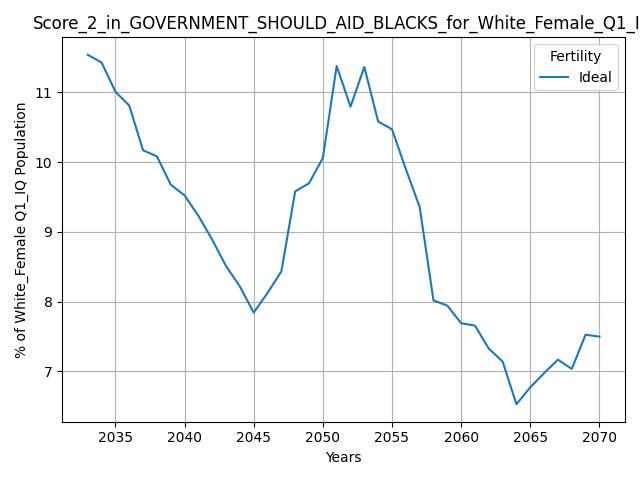 Score_2_in_GOVERNMENT_SHOULD_AID_BLACKS_for_White_Female_Q1_I
Fertility
Ideal
% of White_Female Q1_IQ Population
11
10
9
8
7
2035 2040 2045 2050 2055 2060 2065 2070
Years